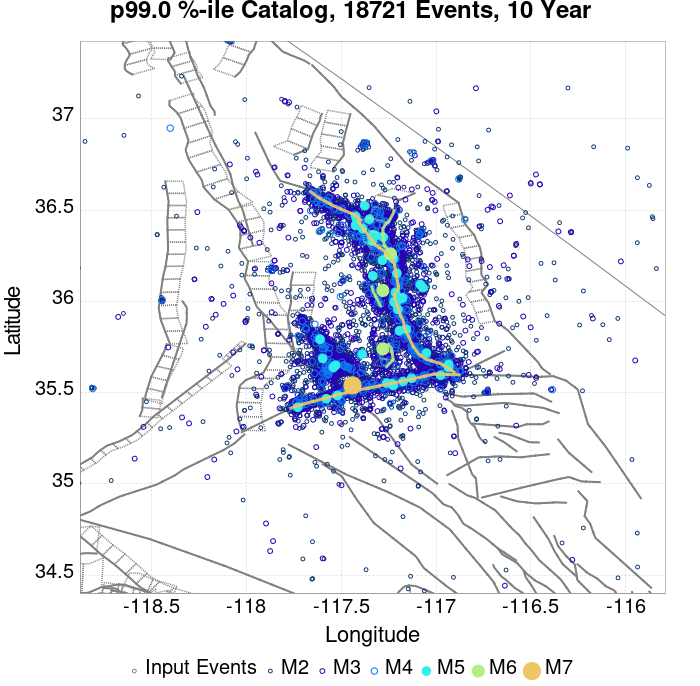 p99.0 %-ile Catalog, 18721 Events, 10 Year
37
36.5
36
35.5
35
34.5
Latitude
-118.5 -118 -117.5 -117 -116.5 -116
Longitude
Input Events M2 M3 M4 M5 M6 M7